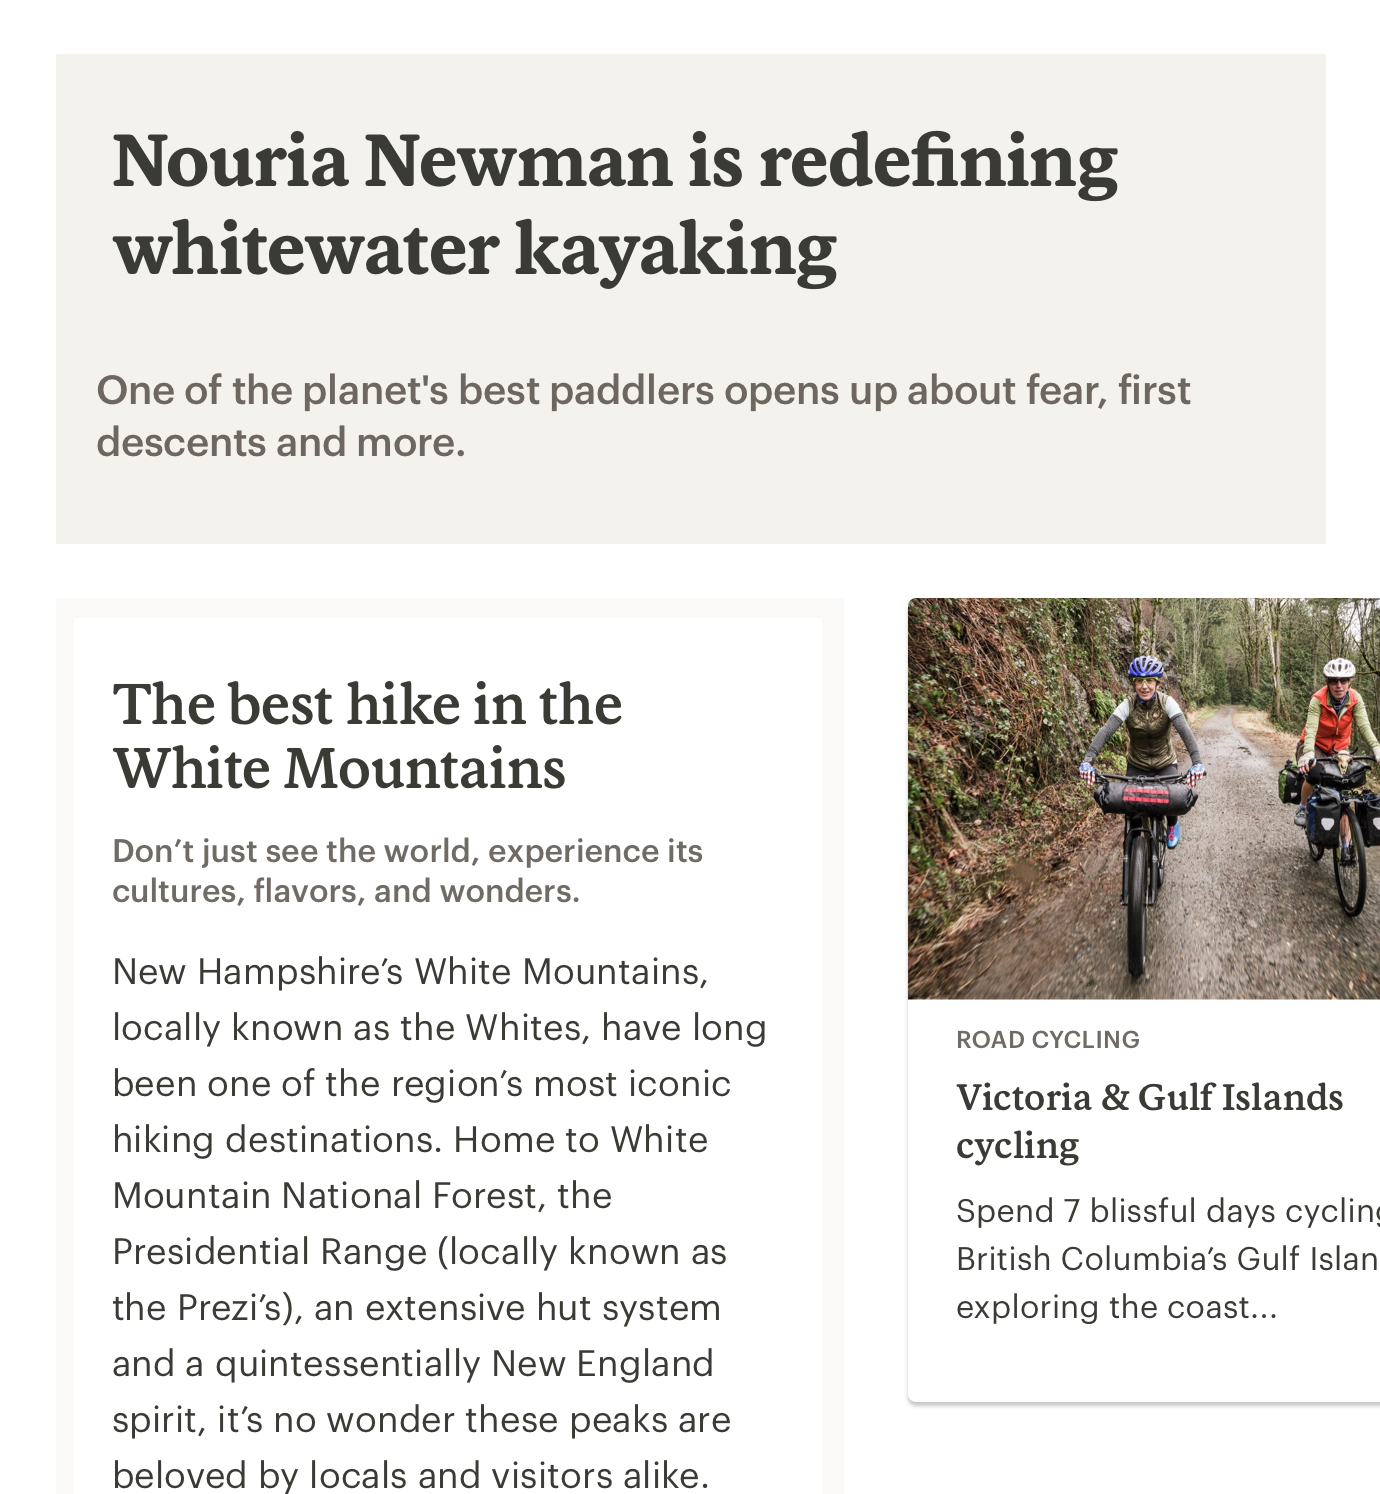 Nouria Newman is redefining
whitewater kayaking
One of the planet's best paddlers opens up about fear, first
descents and more.
The best hike in the
White Mountains
Don’t just see the world, experience its
cultures, flavors, and wonders.
New Hampshire’s White Mountains,
locally known as the Whites, have long
been one of the region’s most iconic
hiking destinations. Home to White
Mountain National Forest, the
Presidential Range (locally known as
the Prezi’s), an extensive hut system
and a quintessentially New England
spirit, it’s no wonder these peaks are
beloved by locals and visitors alike.
ROAD CYCLING
Victoria & Gulf Islands
cycling
Spend 7 blissful days cycling
British Columbia’s Gulf Islan
exploring the coast...